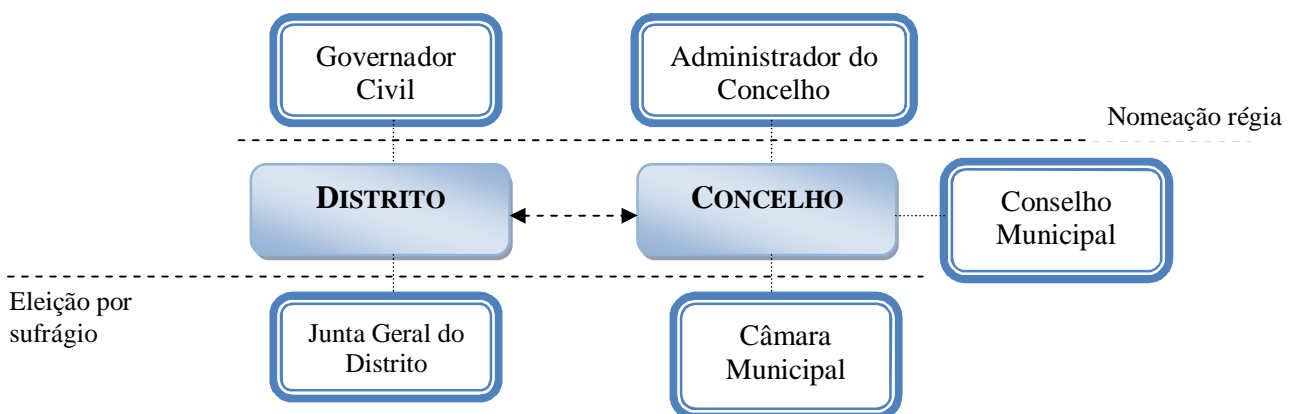 Governador
Civil
Administrador do
Concelho
Nomeação régia
DISTRITO
CONCELHO
Conselho
Municipal
Eleição por
sufrágio
Junta Geral do
Distrito
Câmara
Municipal